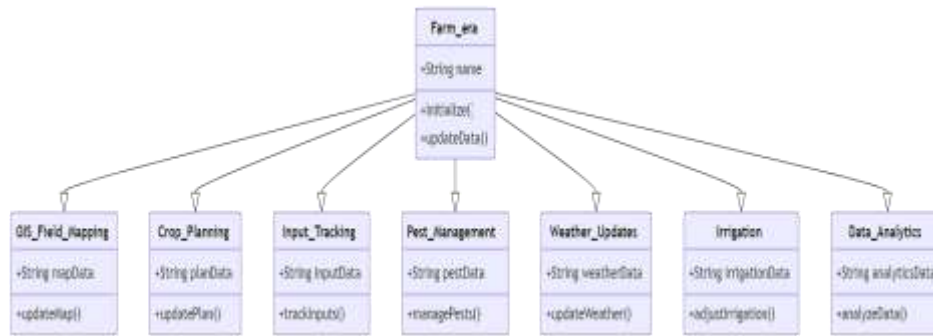 Farm_era
+String name
+initialize(
+updateData()
GIS_Field_Mapping
+String mapData
+updateMap()
Crop_Planning
+String planData
+updatePlan()
Input_Tracking
+String inputData
+trackInputs()
Pest_Management
+String pestData
+managePests()
Weather_Updates
+String weatherData
+updateWeather()
Irrigation
+String irrigationData
+adjustIrrigation()
Data_Analytics
+String analyticsData
+analyzeData()